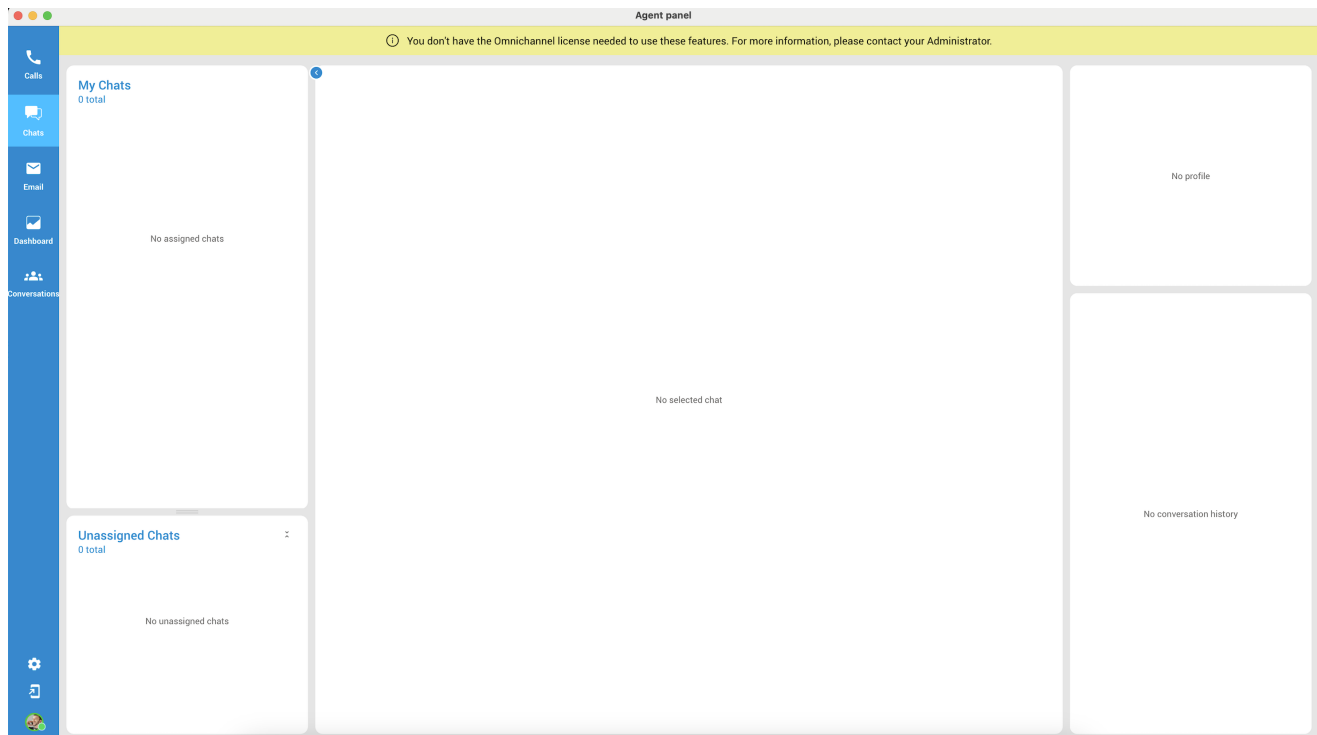 Agent panel
You don't have the Omnichannel license needed to use these features. For more information, please contact your Administrator.
Calls
Chats
Email
Dashboard
Conversations
My Chats
0 total
No assigned chats
Unassigned Chats
0 total
No unassigned chats
No selected chat
No profile
No conversation history